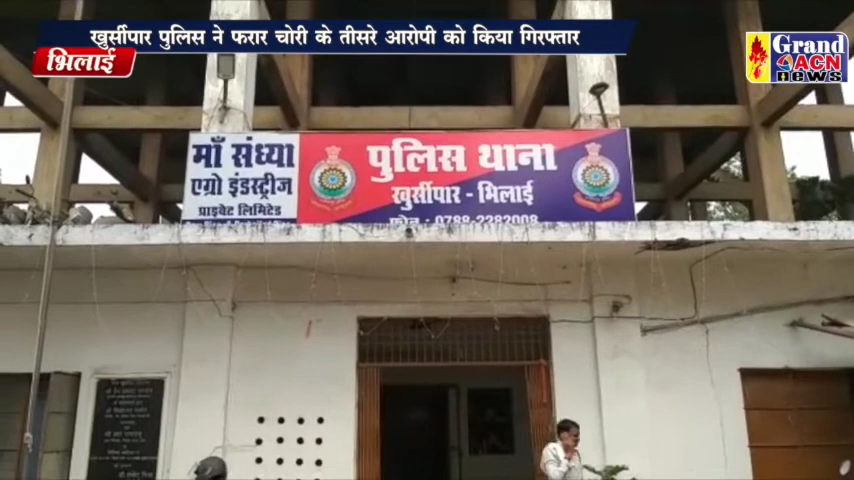 खुर्सीपार पुलिस ने फरार चोरी के तीसरे आरोपी को किया गिरफ्तार
भिलाई
Grand
ACN
news
माँ संध्या
एग्रो इंडस्ट्रीज
प्राइवेट लिमिटेड
पुलिस थाना
खुर्सीपार - भिलाई
फोन : 0788-2282008